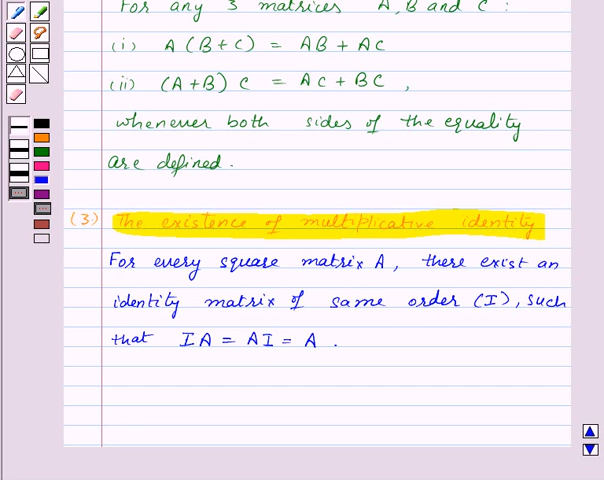 For any 3 matrices A, B and C :
(i) A (B + C) = AB + AC
(ii) (A + B) C = AC + BC ,
whenever both sides of the equality
are defined.
(3) The existence of multiplicative identity
For every square matrix A, there exist an
identity matrix of same order (I), such
that IA = AI = A .